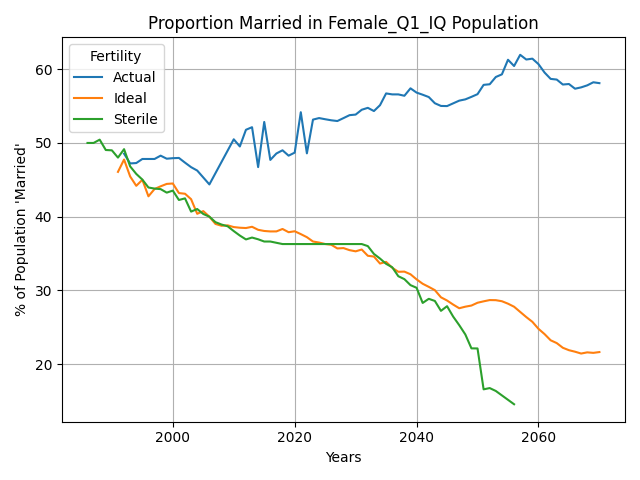 Proportion Married in Female_Q1_IQ Population
% of Population 'Married'
60
50
40
30
20
Fertility
Actual
Ideal
Sterile
2000
2020
2040
2060
Years